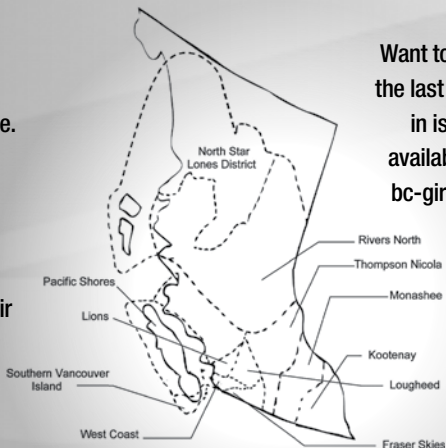 Want to
the last
e.
in is
availab
bc-gir
North Star
Lones District
Rivers North
Thompson Nicola
Monashee
Pacific Shores
ir
Lions
Kootenay
Southern Vancouver
Island
Lougheed
West Coast
Fraser Skies